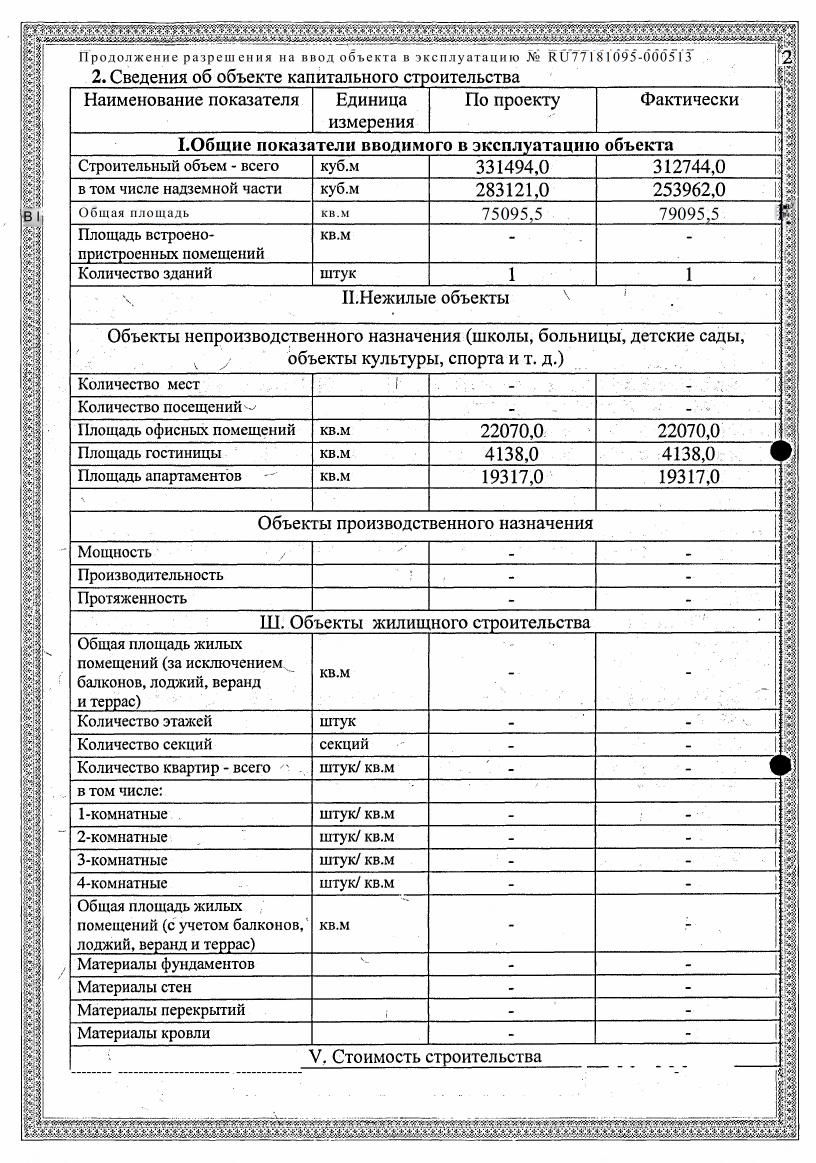 Продолжение разрешения на ввод объекта в эксплуатацию № RU77181095-000513
2
2. Сведения об объекте капитального строительства
Наименование показателя Единица измерения По проекту Фактически
I.Общие показатели вводимого в эксплуатацию объекта
Строительный объем - всего куб.м 331494,0 312744,0
в том числе надземной части куб.м 283121,0 253962,0
Общая площадь кв.м 75095,5 79095,5
Площадь встроено- кв.м - -
пристроенных помещений
Количество зданий штук 1 1
II.Нежилые объекты
Объекты непроизводственного назначения (школы, больницы, детские сады,
объекты культуры, спорта и т. д.)
Количество мест - -
Количество посещений - -
Площадь офисных помещений кв.м 22070,0 22070,0
Площадь гостиницы кв.м 4138,0 4138,0
Площадь апартаментов кв.м 19317,0 19317,0
Объекты производственного назначения
Мощность - -
Производительность - -
Протяженность - -
Ш. Объекты жилищного строительства
Общая площадь жилых
помещений (за исключением
балконов, лоджий, веранд
и террас)
кв.м - -
Количество этажей штук - -
Количество секций секций - -
Количество квартир - всего штук/ кв.м - -
в том числе:
1-комнатные штук/ кв.м - -
2-комнатные штук/ кв.м - -
3-комнатные штук/ кв.м - -
4-комнатные штук/ кв.м - -
Общая площадь жилых
помещений (с учетом балконов,
лоджий, веранд и террас)
кв.м - -
Материалы фундаментов - -
Материалы стен - -
Материалы перекрытий - -
Материалы кровли - -
V. Стоимость строительства